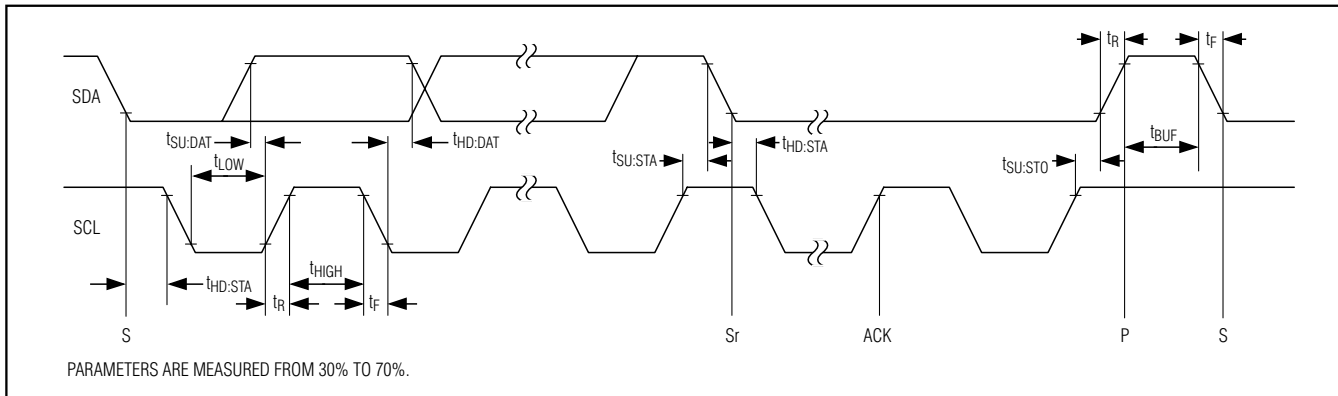 tR
tF
SDA
tSU:DAT
tHD:DAT
tLOW
tSU:STA
tHD:STA
tBUF
tSU:STO
SCL
tHIGH
tHD:STA
tR
tF
S
Sr
ACK
P
S
PARAMETERS ARE MEASURED FROM 30% TO 70%.